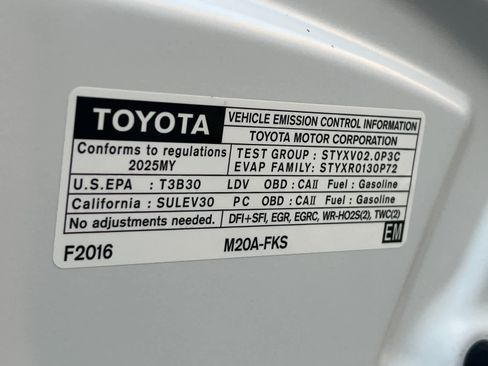 TOYOTA
VEHICLE EMISSION CONTROL INFORMATION
TOYOTA MOTOR CORPORATION
Conforms to regulations
2025MY
TEST GROUP : STYXV02.0P3C
EVAP FAMILY: STYXR0130P72
U.S.EPA : T3B30 LDV OBD : CAII Fuel : Gasoline
California : SULEV30 PC OBD : CAII Fuel : Gasoline
No adjustments needed. DFI+SFI, EGR, EGRC, WR-HO2S(2), TWC(2)
F2016 M20A-FKS EM